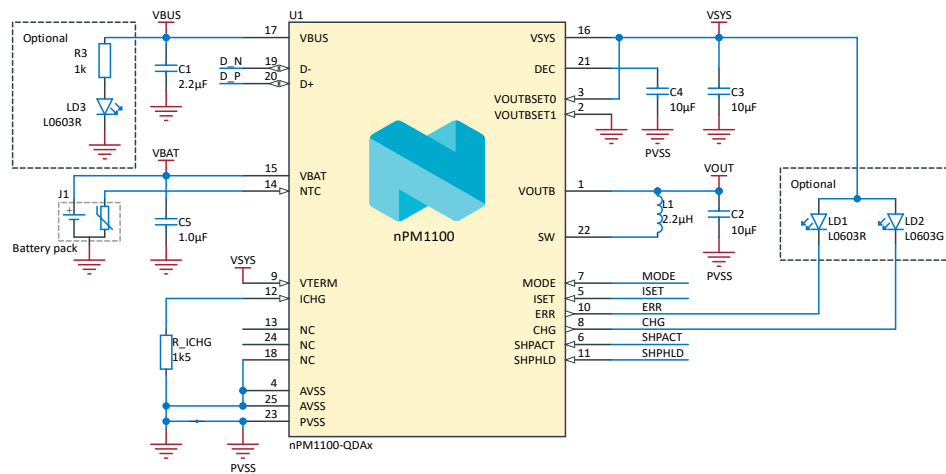 U1
Optional
VBUS
17
VBUS
R3
1k
C1
2.2µF
D_N
19
D-
D_P
20
D+
LD3
L0603R
VBAT
15
VBAT
14
NTC
J1
+
C5
1.0µF
Battery pack
VSYS
9
VTERM
12
ICHG
13
NC
24
NC
18
NC
R_ICHG
1k5
4
AVSS
25
AVSS
23
PVSS
PVSS
nPM1100
nPM1100-QDAx
VSYS
16
VSYS
DEC
21
VOUTBSET0
3
VOUTBSET1
2
C4
10µF
PVSS
C3
10µF
VOUTB
1
VOUT
L1
2.2µH
C2
10µF
SW
22
PVSS
Optional
LD1
L0603R
LD2
L0603G
MODE
7
MODE
ISET
5
ISET
ERR
10
ERR
CHG
8
CHG
SHPACT
6
SHPACT
SHPHLD
11
SHPHLD